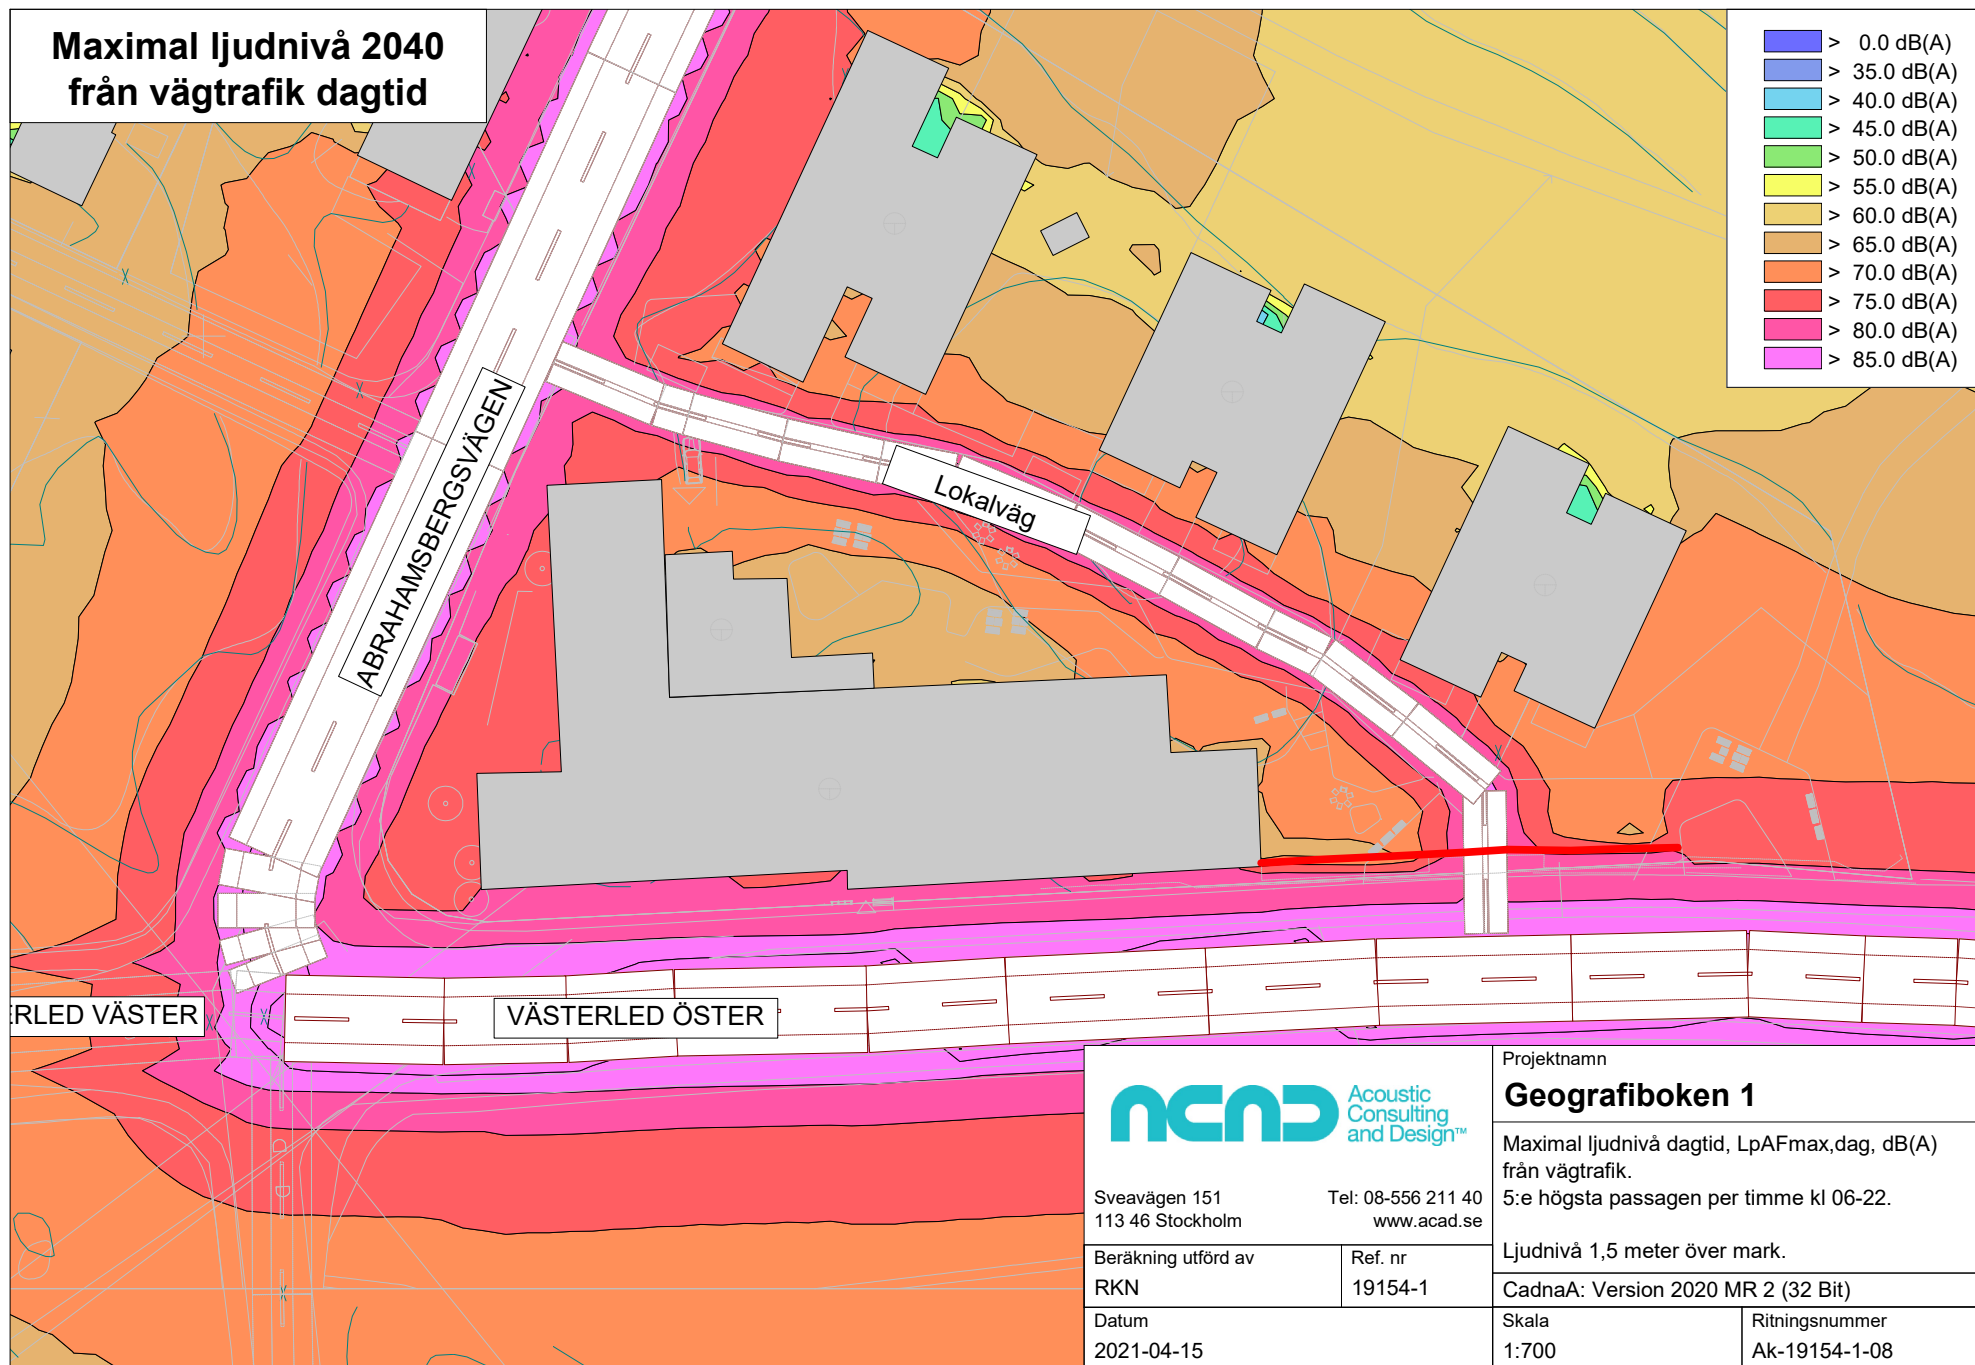 Maximal ljudnivå 2040
från vägtrafik dagtid
> 0.0 dB(A)
> 35.0 dB(A)
> 40.0 dB(A)
> 45.0 dB(A)
> 50.0 dB(A)
> 55.0 dB(A)
> 60.0 dB(A)
> 65.0 dB(A)
> 70.0 dB(A)
> 75.0 dB(A)
> 80.0 dB(A)
> 85.0 dB(A)
ABRAHAMSBERGSVÄGEN
Lokalväg
ERLED VÄSTER
VÄSTERLED ÖSTER
ACAD
Acoustic
Consulting
and Design™
Sveavägen 151
113 46 Stockholm
Tel: 08-556 211 40
www.acad.se
Projektnamn
Geografiboken 1
Maximal ljudnivå dagtid, LpAFmax,dag, dB(A)
från vägtrafik.
5:e högsta passagen per timme kl 06-22.
Ljudnivå 1,5 meter över mark.
Beräkning utförd av
RKN
Ref. nr
19154-1
CadnaA: Version 2020 MR 2 (32 Bit)
Datum
2021-04-15
Skala
1:700
Ritningsnummer
Ak-19154-1-08